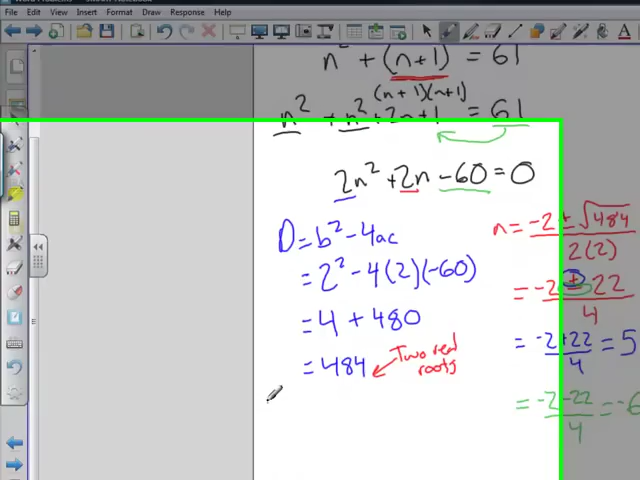 File Edit View Insert Format Draw Response Tools Help
n² + (n+1) = 61
(n+1)(n+1)
n² + n² + 2n + 1 = 61
2n² + 2n - 60 = 0
D = b² - 4ac
= 2² - 4(2)(-60)
= 4 + 480
= 484
Two real
roots
n = -2 ± √484
2(2)
= -2 ± 22
4
= -2 + 22 = 5
4
= -2 - 22 = -6
4